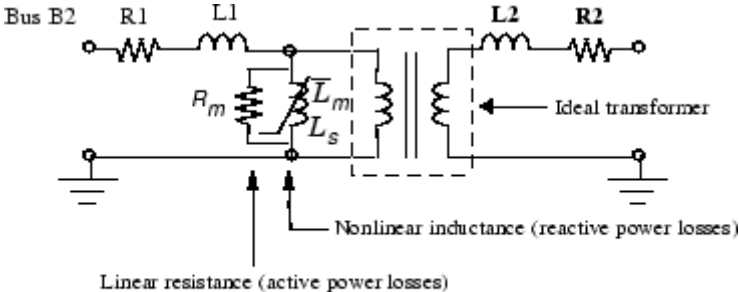 Bus B2
R1
L1
L2
R2
Rm
Lm
Ls
Ideal transformer
Nonlinear inductance (reactive power losses)
Linear resistance (active power losses)